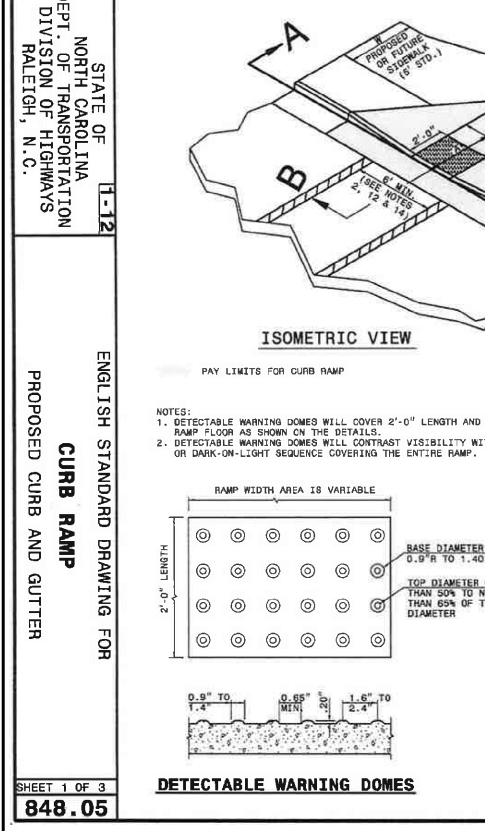 STATE OF
NORTH CAROLINA
DEPT. OF TRANSPORTATION
DIVISION OF HIGHWAYS
RALEIGH, N.C.
1-12
ENGLISH STANDARD DRAWING FOR
CURB RAMP
PROPOSED CURB AND GUTTER
SHEET 1 OF 3
848.05
A
W
PROPOSED
OR FUTURE
SIDEWALK
(5' STD.)
2'-0"
B
6' MIN.
(SEE NOTES
2, 12 & 14)
ISOMETRIC VIEW
PAY LIMITS FOR CURB RAMP
NOTES:
1. DETECTABLE WARNING DOMES WILL COVER 2'-0" LENGTH AND
RAMP FLOOR AS SHOWN ON THE DETAILS.
2. DETECTABLE WARNING DOMES WILL CONTRAST VISIBILITY WI
OR DARK-ON-LIGHT SEQUENCE COVERING THE ENTIRE RAMP.
RAMP WIDTH AREA IS VARIABLE
2'-0" LENGTH
BASE DIAMETER
0.9"R TO 1.40
TOP DIAMETER
THAN 50% TO N
THAN 65% OF T
DIAMETER
0.9" TO
1.4"
0.65"
MIN.
.20"
1.6" TO
2.4"
DETECTABLE WARNING DOMES